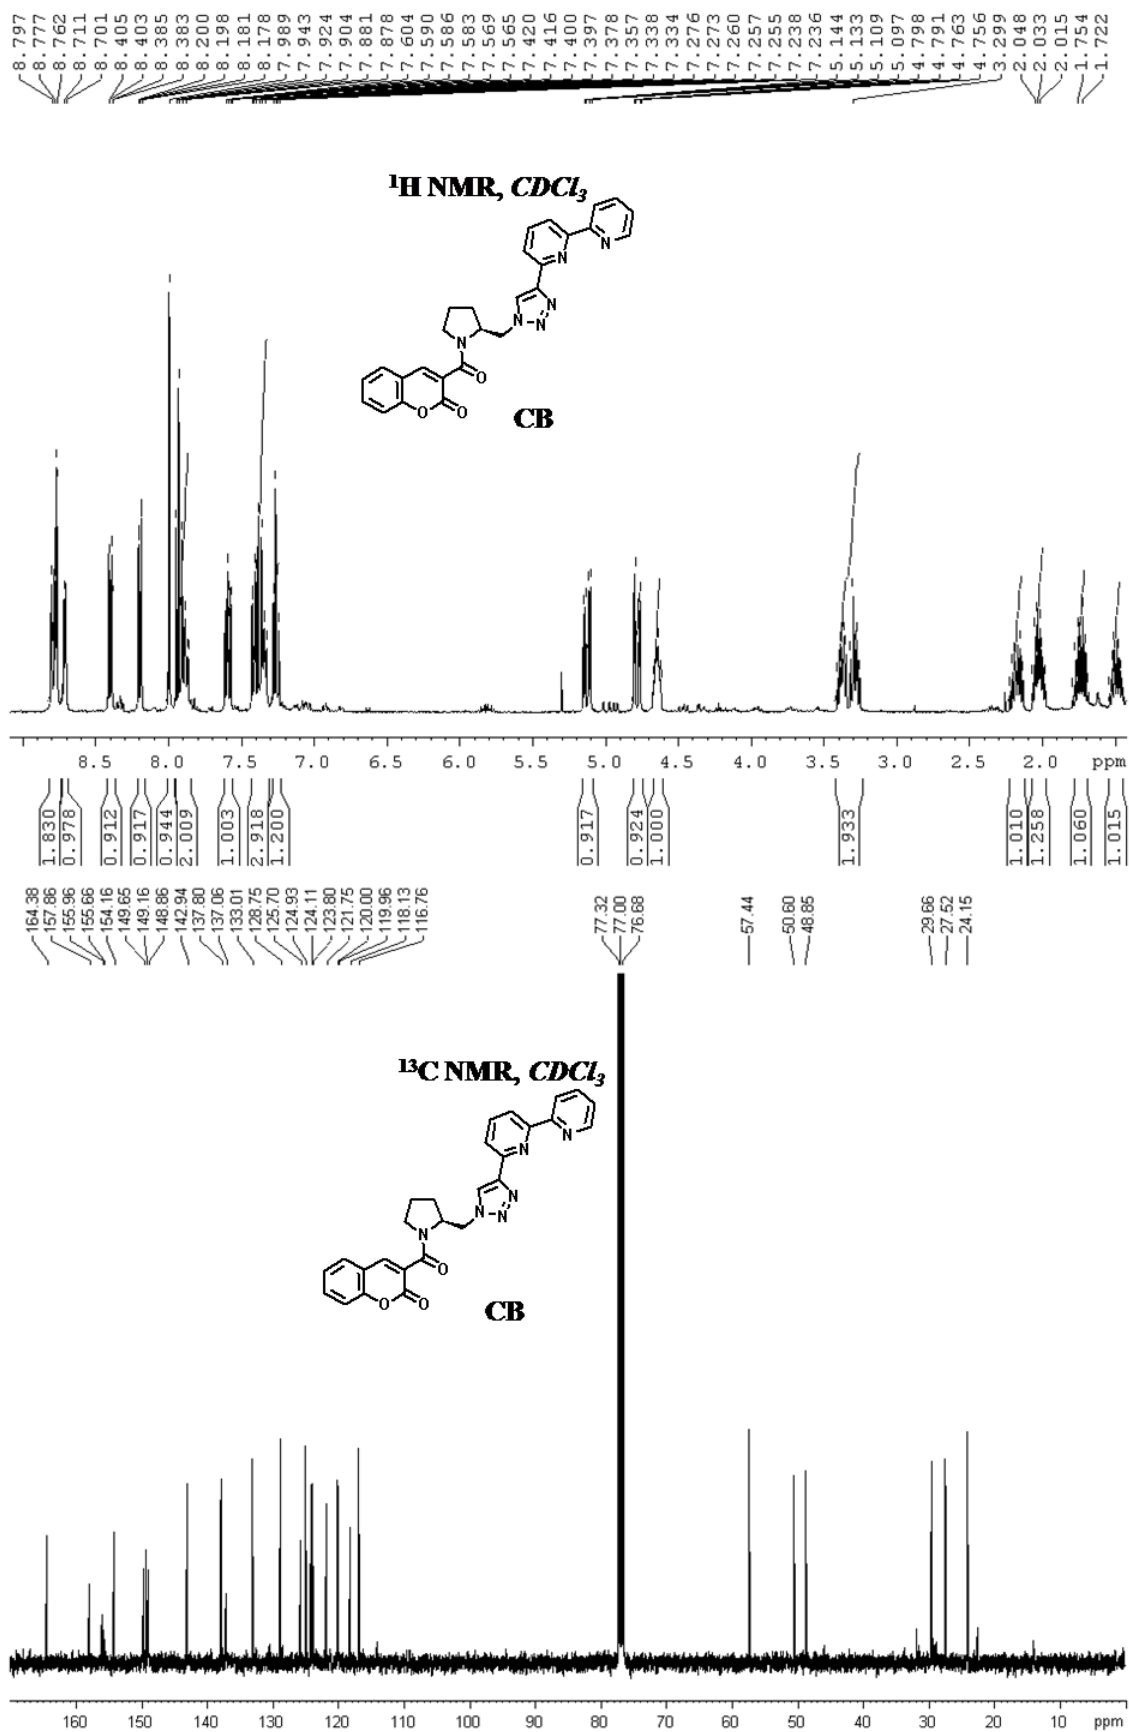 8.797 8.777 8.762 8.711 8.701 8.405 8.403 8.385 8.383 8.200 8.198 8.181 8.178 7.989 7.943 7.924 7.904 7.881 7.878 7.604 7.590 7.586 7.583 7.569 7.565 7.420 7.416 7.400 7.397 7.378 7.357 7.338 7.334 7.276 7.273 7.260 7.257 7.255 7.238 7.236 5.144 5.133 5.109 5.097 4.798 4.791 4.763 4.756 3.299 2.048 2.033 2.015 1.754 1.722
¹H NMR, CDCl₃
N
N
N
N N
N
O
O O
CB
8.5 8.0 7.5 7.0 6.5 6.0 5.5 5.0 4.5 4.0 3.5 3.0 2.5 2.0 ppm
1.830 0.978 0.912 0.917 0.944 2.009 1.003 2.918 1.200 0.917 0.924 1.000 1.933 1.010 1.258 1.060 1.015
164.38 157.86 155.96 155.66 154.16 149.65 149.16 148.86 142.94 137.80 137.06 133.01 128.75 125.70 124.93 124.11 123.80 121.75 120.00 119.96 118.13 116.76 77.32 77.00 76.68 57.44 50.60 48.85 29.66 27.52 24.15
¹³C NMR, CDCl₃
N
N
N
N N
N
O
O O
CB
160 150 140 130 120 110 100 90 80 70 60 50 40 30 20 10 ppm